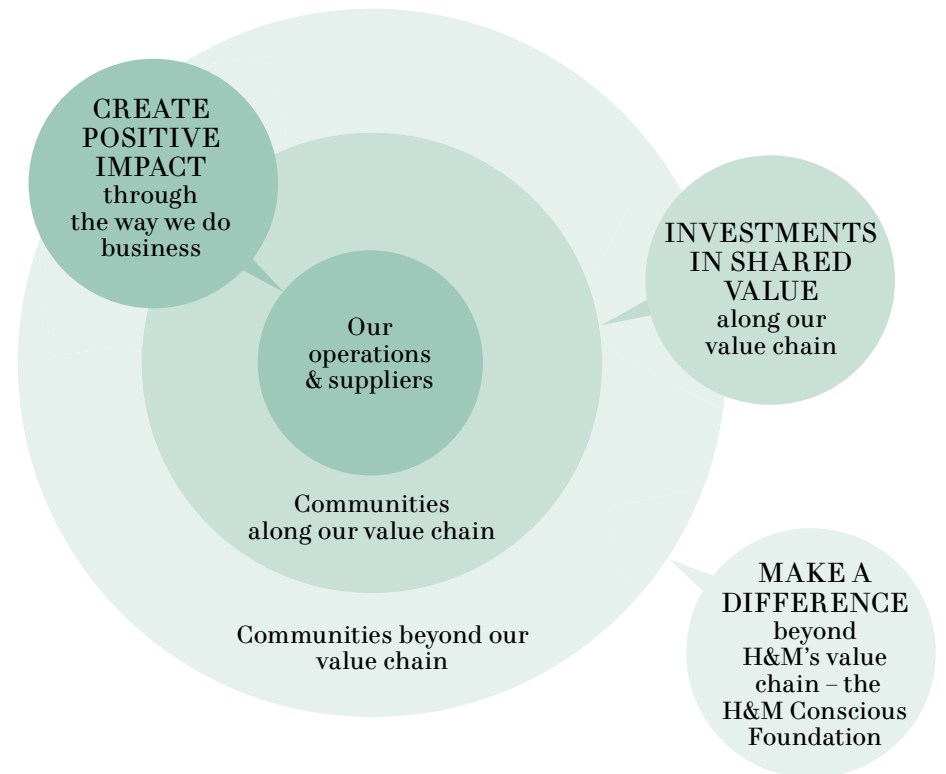 CREATE
POSITIVE
IMPACT
through
the way we do
business
INVESTMENTS
IN SHARED
VALUE
along our
value chain
Our
operations
& suppliers
Communities
along our value chain
Communities beyond our
value chain
MAKE A
DIFFERENCE
beyond
H&M’s value
chain – the
H&M Conscious
Foundation